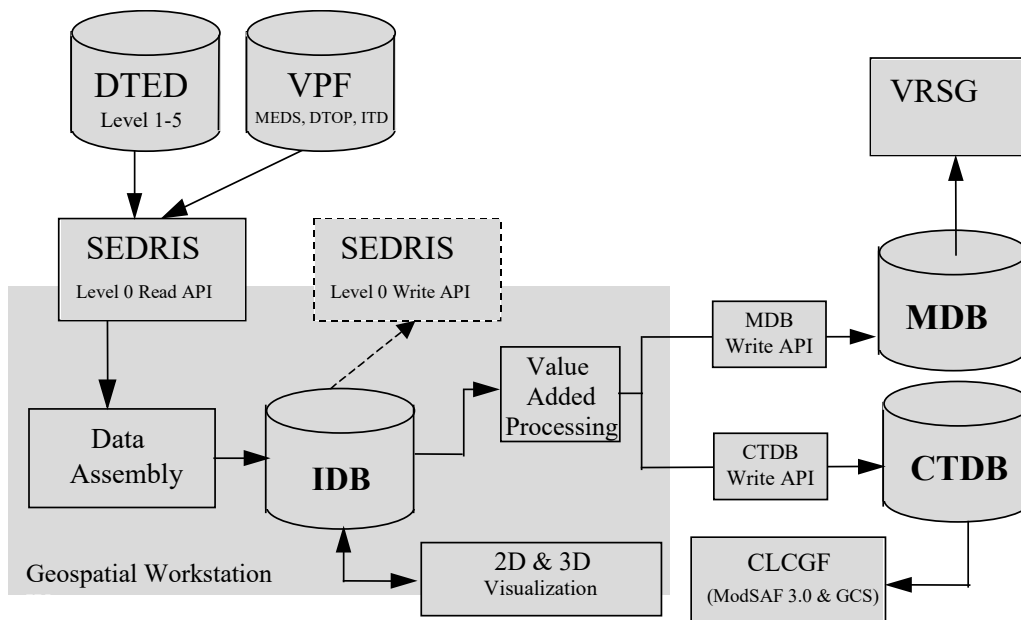 DTED
Level 1-5
VPF
MEDS, DTOP, ITD
VRSG
SEDRIS
Level 0 Read API
SEDRIS
Level 0 Write API
MDB
Write API
MDB
Value
Added
Processing
Data
Assembly
IDB
CTDB
Write API
CTDB
2D & 3D
Visualization
Geospatial Workstation
CLCGF
(ModSAF 3.0 & GCS)